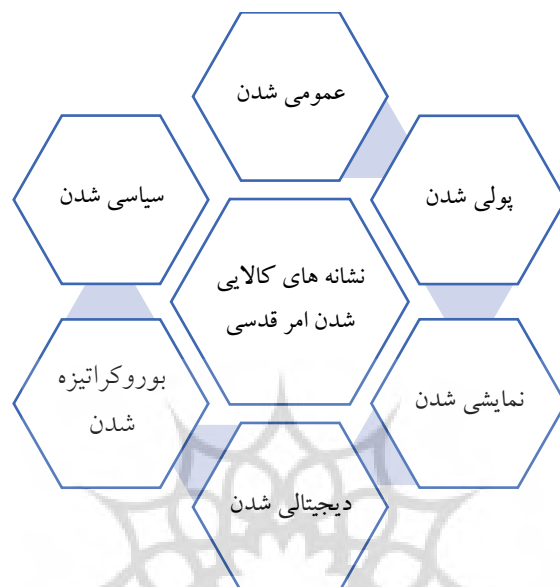 عمومی شدن
پولی شدن
سیاسی شدن
نشانه های کالایی
شدن امر قدسی
نمایشی شدن
بوروکراتیزه
شدن
دیجیتالی شدن